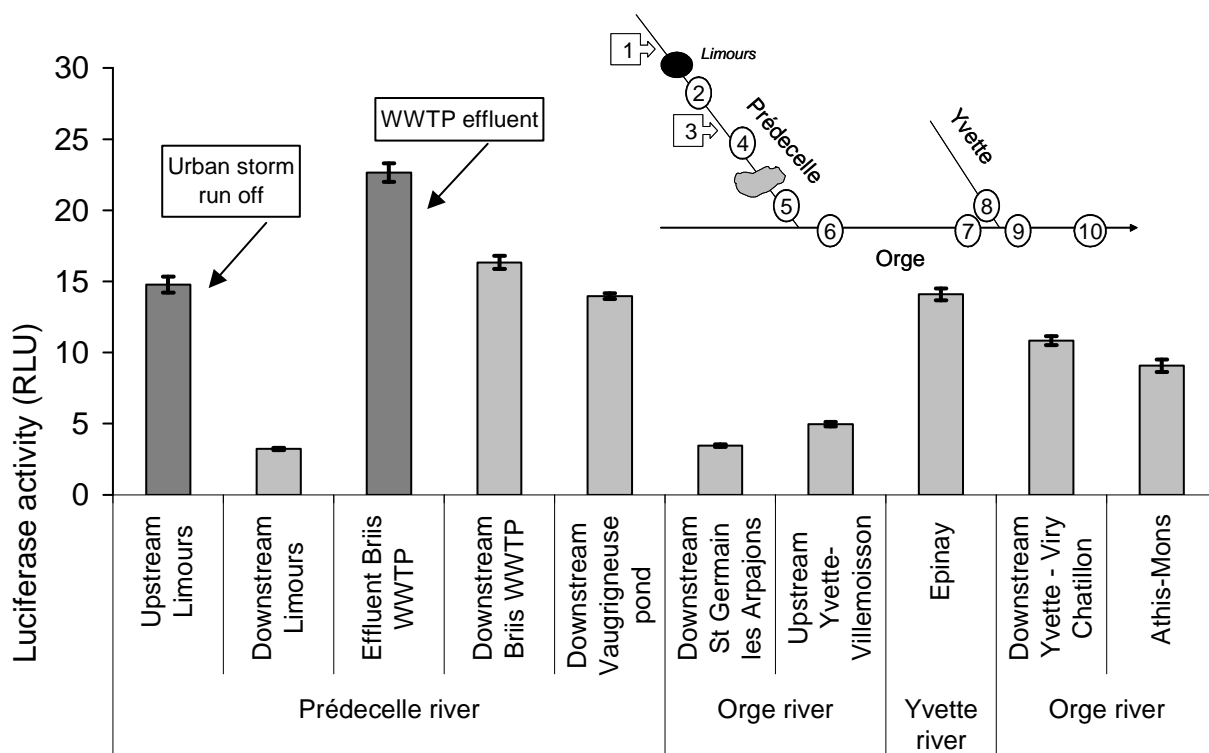 Luciferase activity (RLU)
30
25
20
15
10
5
0
Urban storm
run off
WWTP effluent
1
Limours
2
3
4
Prédecelle
5
6
Orge
7
Yvette
8
9
10
Upstream
Limours
Downstream
Limours
Effluent Briis
WWTP
Downstream
Briis WWTP
Downstream
Vaugrigneuse
pond
Downstream
St Germain
les Arpajons
Upstream
Yvette-
Villemoisson
Epinay
Downstream
Yvette - Viry
Chatillon
Athis-Mons
Prédecelle river
Orge river
Yvette
river
Orge river